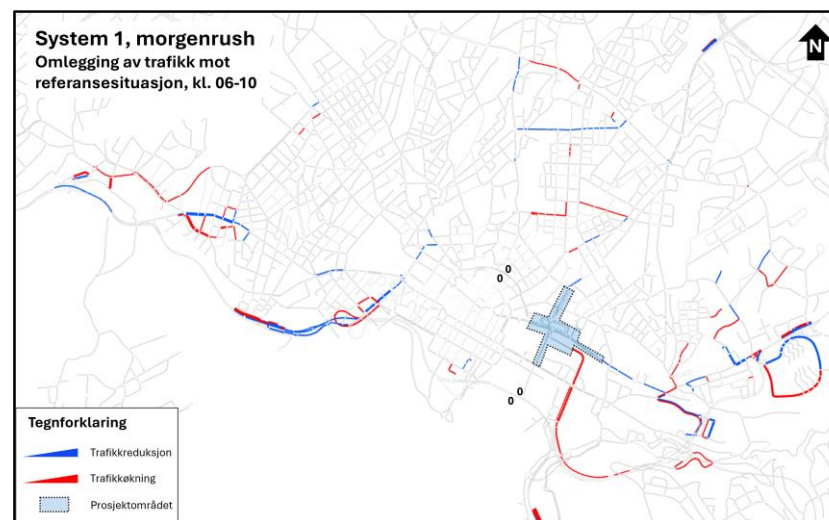 System 1, morgenrush
Omlegging av trafikk mot
referansesituasjon, kl. 06-10
N
0
0
0
0
Tegnforklaring
Trafikkreduksjon
Trafikkøkning
Prosjektområdet